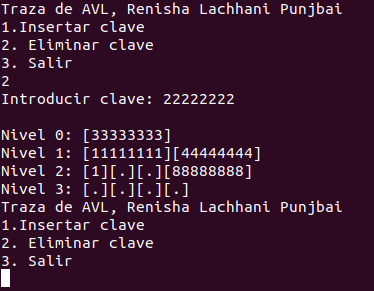 Traza de AVL, Renisha Lachhani Punjbai
1.Insertar clave
2. Eliminar clave
3. Salir
2
Introducir clave: 22222222
Nivel 0: [33333333]
Nivel 1: [11111111][44444444]
Nivel 2: [1][.][.][88888888]
Nivel 3: [.][.][.][.]
Traza de AVL, Renisha Lachhani Punjbai
1.Insertar clave
2. Eliminar clave
3. Salir